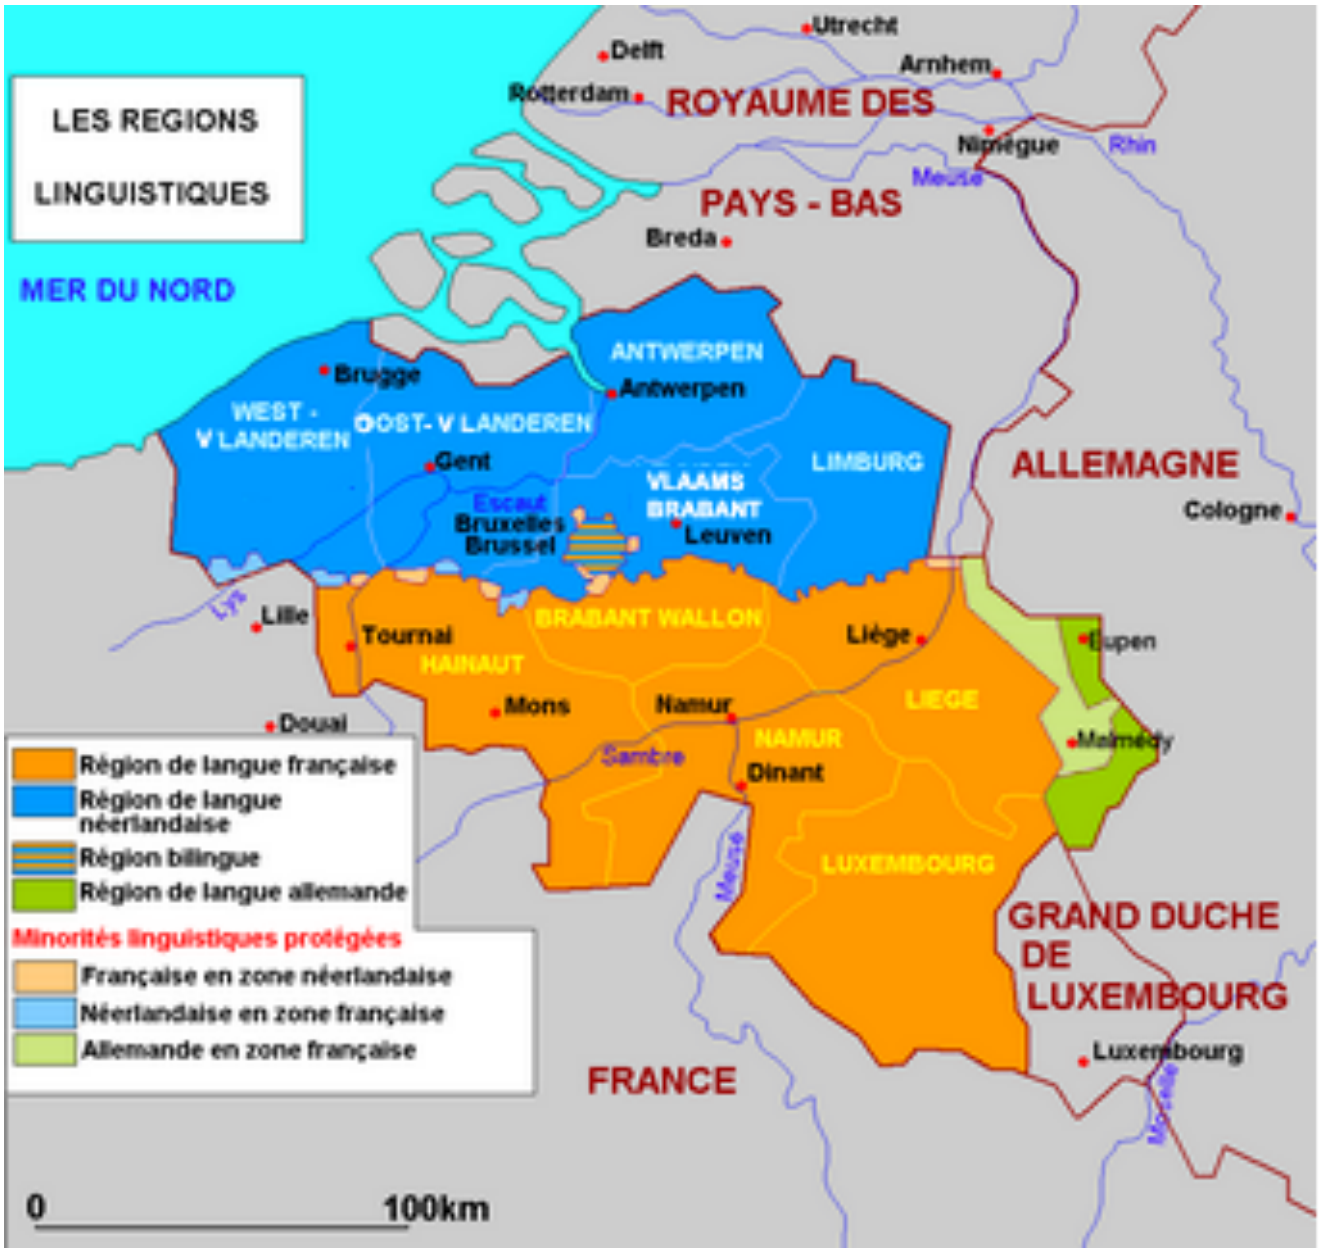 LES REGIONS
LINGUISTIQUES
MER DU NORD
Utrecht
Delft
Arnhem
Rotterdam
ROYAUME DES
Nimègue
Rhin
Meuse
PAYS - BAS
Breda
ANTWERPEN
Brugge
Antwerpen
WEST -
V LANDEREN
OOST- V LANDEREN
Gent
LIMBURG
ALLEMAGNE
VLAAMS
BRABANT
Escaut
Bruxelles
Brussel
Leuven
Cologne
Lys
Lille
BRABANT WALLON
Tournai
Liège
Eupen
HAINAUT
Mons
Namur
LIEGE
Douai
NAMUR
Malmédy
Sambre
Dinant
Meuse
LUXEMBOURG
GRAND DUCHE
DE
LUXEMBOURG
Luxembourg
Moselle
FRANCE
Région de langue française
Région de langue
néerlandaise
Région bilingue
Région de langue allemande
Minorités linguistiques protégées
Française en zone néerlandaise
Néerlandaise en zone française
Allemande en zone française
0 100km